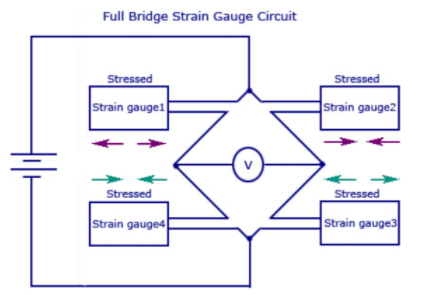 Full Bridge Strain Gauge Circuit
Stressed
Stressed
Strain gauge1
Strain gauge2
V
Stressed
Stressed
Strain gauge4
Strain gauge3